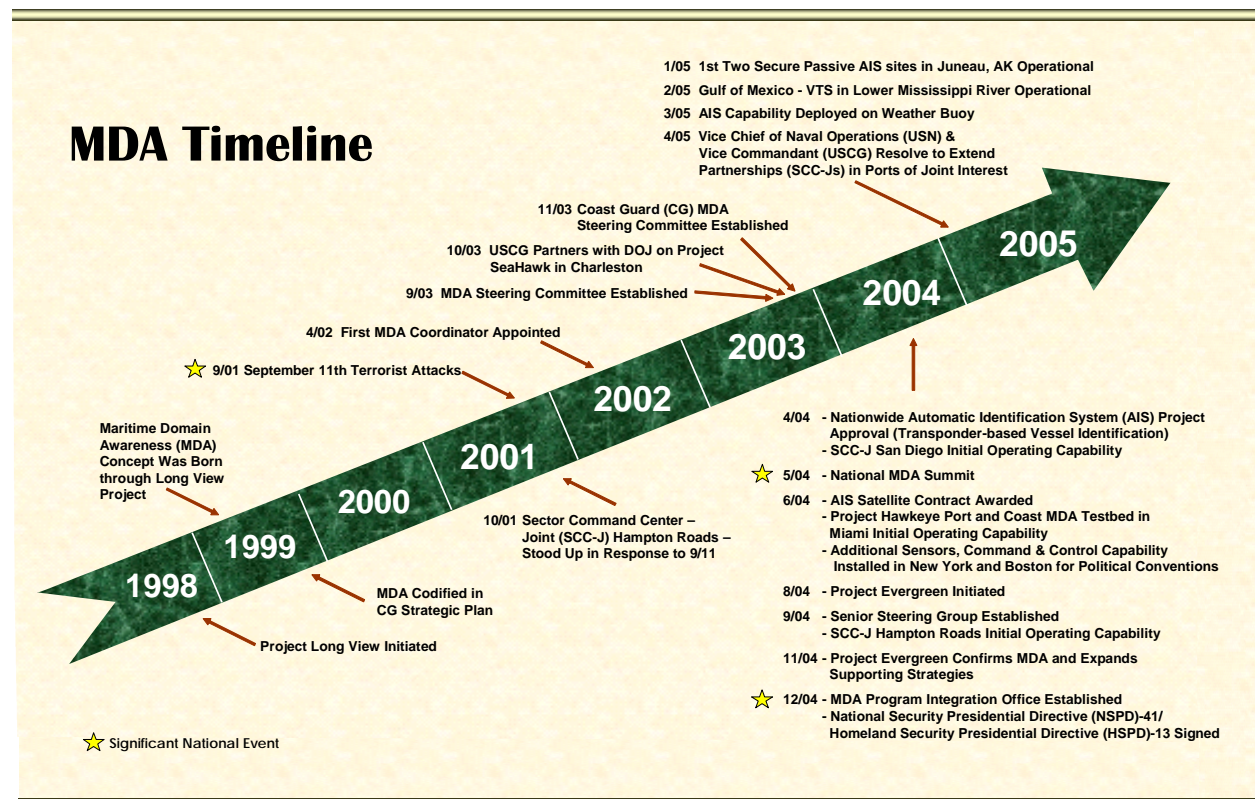 MDA Timeline
1/05 1st Two Secure Passive AIS sites in Juneau, AK Operational
2/05 Gulf of Mexico - VTS in Lower Mississippi River Operational
3/05 AIS Capability Deployed on Weather Buoy
4/05 Vice Chief of Naval Operations (USN) &
Vice Commandant (USCG) Resolve to Extend
Partnerships (SCC-Js) in Ports of Joint Interest
11/03 Coast Guard (CG) MDA
Steering Committee Established
10/03 USCG Partners with DOJ on Project
SeaHawk in Charleston
9/03 MDA Steering Committee Established
4/02 First MDA Coordinator Appointed
9/01 September 11th Terrorist Attacks
Maritime Domain
Awareness (MDA)
Concept Was Born
through Long View
Project
1998
1999
2000
2001
2002
2003
2004
2005
Project Long View Initiated
MDA Codified in
CG Strategic Plan
10/01 Sector Command Center –
Joint (SCC-J) Hampton Roads –
Stood Up in Response to 9/11
4/04 - Nationwide Automatic Identification System (AIS) Project
Approval (Transponder-based Vessel Identification)
- SCC-J San Diego Initial Operating Capability
5/04 - National MDA Summit
6/04 - AIS Satellite Contract Awarded
- Project Hawkeye Port and Coast MDA Testbed in
Miami Initial Operating Capability
- Additional Sensors, Command & Control Capability
Installed in New York and Boston for Political Conventions
8/04 - Project Evergreen Initiated
9/04 - Senior Steering Group Established
- SCC-J Hampton Roads Initial Operating Capability
11/04 - Project Evergreen Confirms MDA and Expands
Supporting Strategies
12/04 - MDA Program Integration Office Established
- National Security Presidential Directive (NSPD)-41/
Homeland Security Presidential Directive (HSPD)-13 Signed
Significant National Event